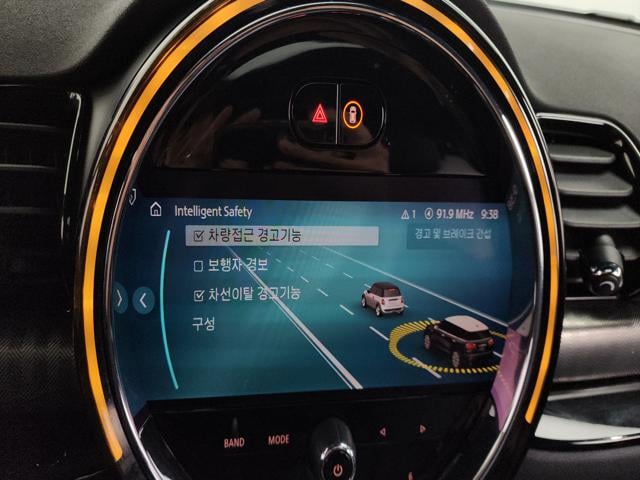 Intelligent Safety
1 91.9 MHz 9:38
차량접근 경고기능
경고 및 브레이크 간섭
보행자 경보
차선이탈 경고기능
구성
BAND MODE